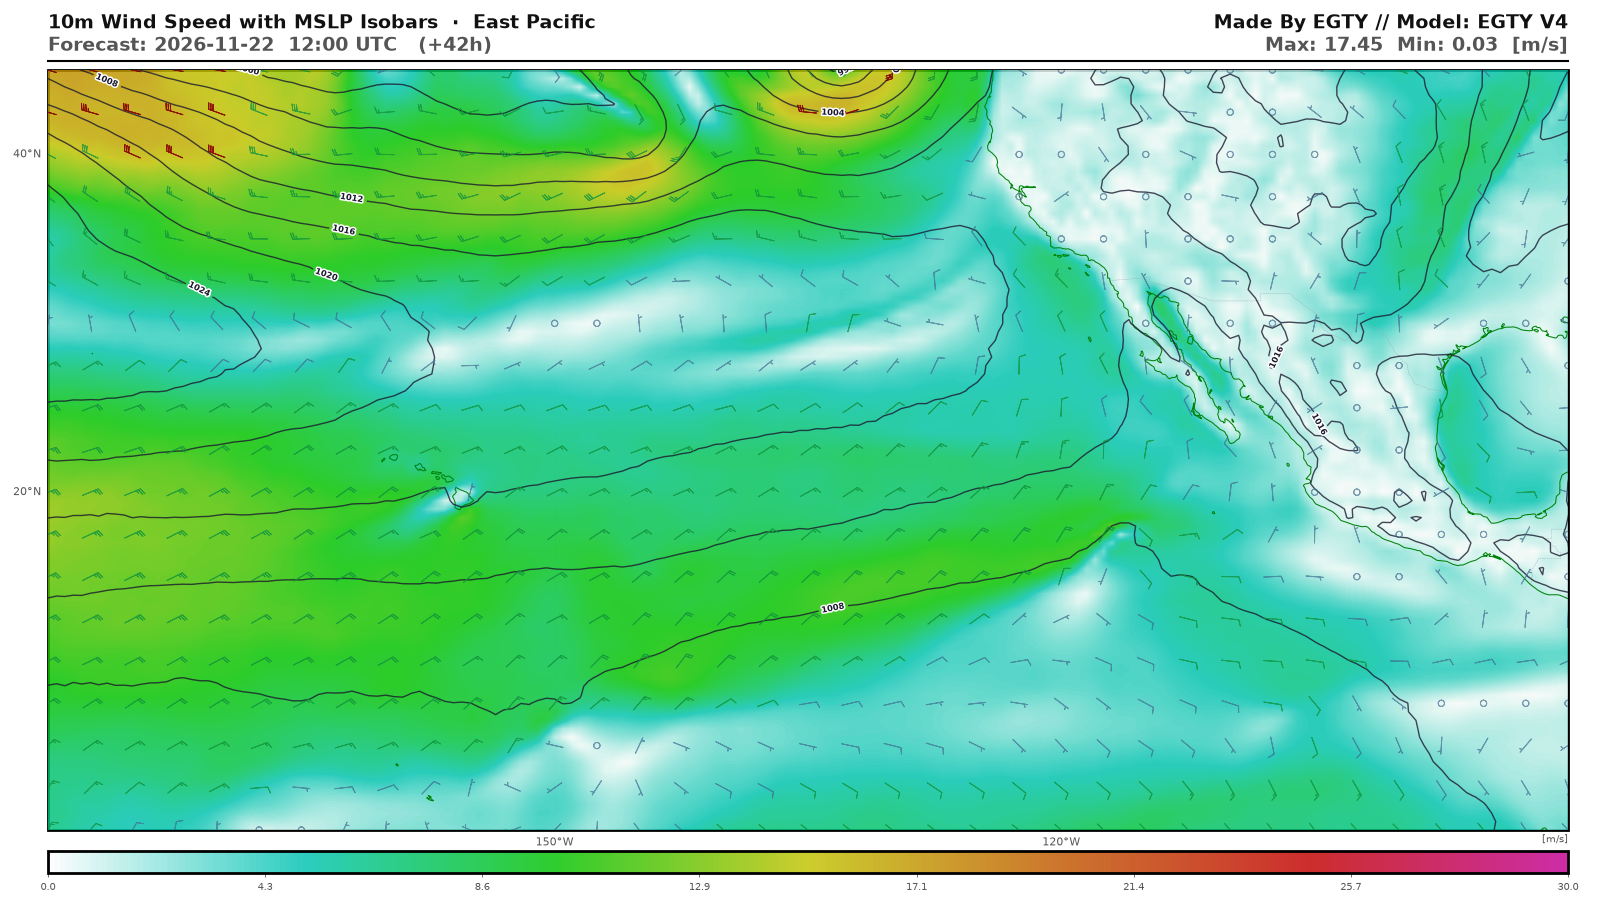 10m Wind Speed with MSLP Isobars · East Pacific
Made By EGTY // Model: EGTY V4
Forecast: 2026-11-22 12:00 UTC (+42h)
Max: 17.45 Min: 0.03 [m/s]
1008
1004
40°N
1012
1016
1020
1024
1016
1016
20°N
1008
150°W
120°W
[m/s]
0.0
4.3
8.6
12.9
17.1
21.4
25.7
30.0